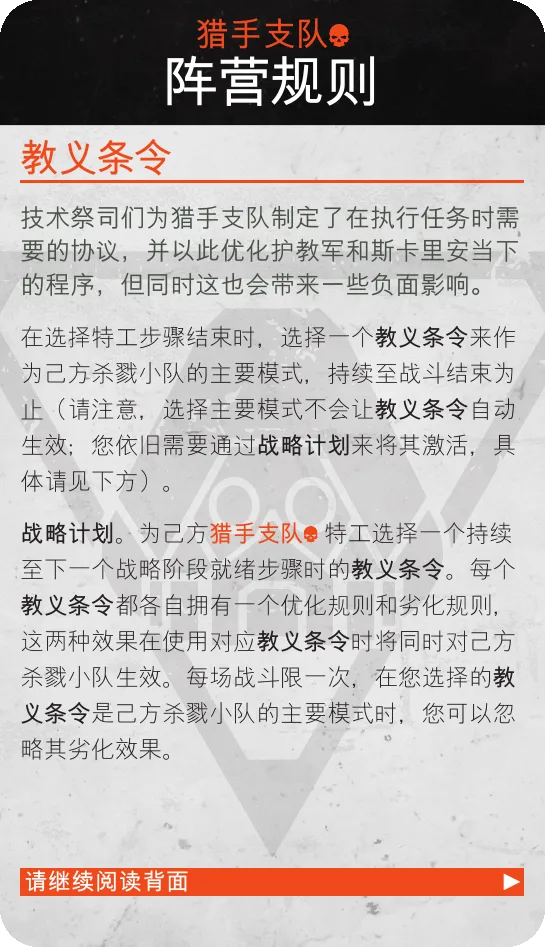 猎手支队
阵营规则
教义条令
技术祭司们为猎手支队制定了在执行任务时需
要的协议，并以此优化护教军和斯卡里安当下
的程序，但同时这也会带来一些负面影响。
在选择特工步骤结束时，选择一个教义条令来作
为己方杀戮小队的主要模式，持续至战斗结束为
止（请注意，选择主要模式不会让教义条令自动
生效；您依旧需要通过战略计划来将其激活，具
体请见下方）。
战略计划。为己方猎手支队 特工选择一个持续
至下一个战略阶段就绪步骤时的教义条令。每个
教义条令都各自拥有一个优化规则和劣化规则，
这两种效果在使用对应教义条令时将同时对己方
杀戮小队生效。每场战斗限一次，在您选择的教
义条令是己方杀戮小队的主要模式时，您可以忽
略其劣化效果。
请继续阅读背面